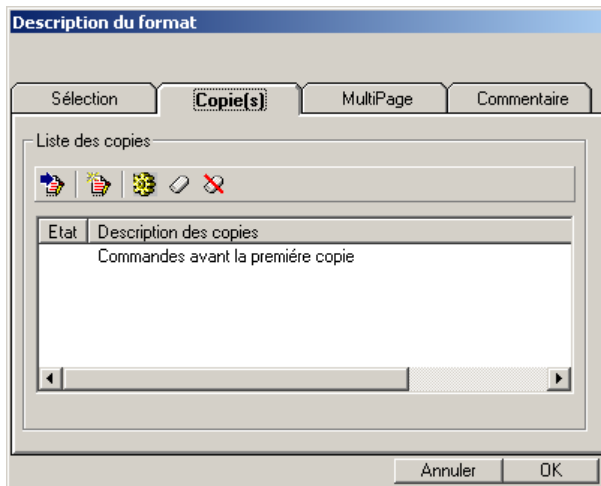 Description du format
Sélection Copie(s) MultiPage Commentaire
Liste des copies
Etat Description des copies
Commandes avant la premiére copie
Annuler OK